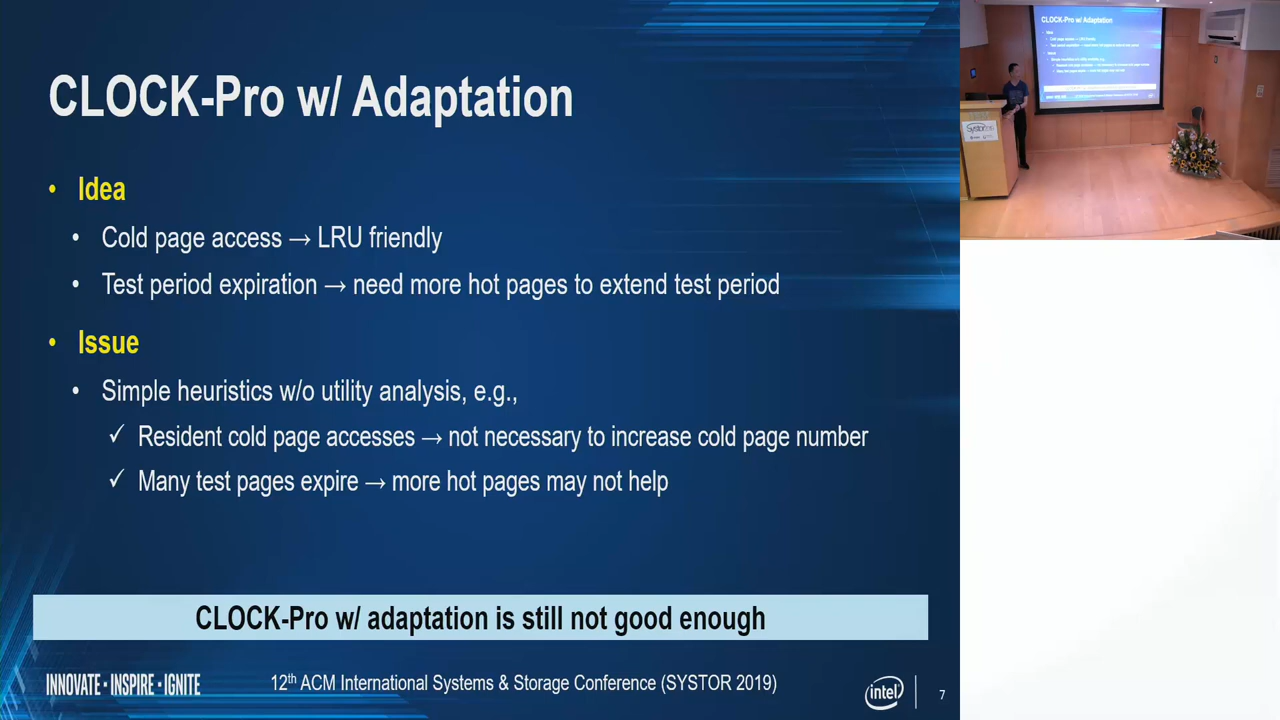 CLOCK-Pro w/ Adaptation
• Idea
• Cold page access → LRU friendly
• Test period expiration → need more hot pages to extend test period
• Issue
• Simple heuristics w/o utility analysis, e.g.,
✓ Resident cold page accesses → not necessary to increase cold page number
✓ Many test pages expire → more hot pages may not help
CLOCK-Pro w/ adaptation is still not good enough
INNOVATE · INSPIRE · IGNITE
12th ACM International Systems & Storage Conference (SYSTOR 2019)
intel
7
CLOCK-Pro w/ Adaptation